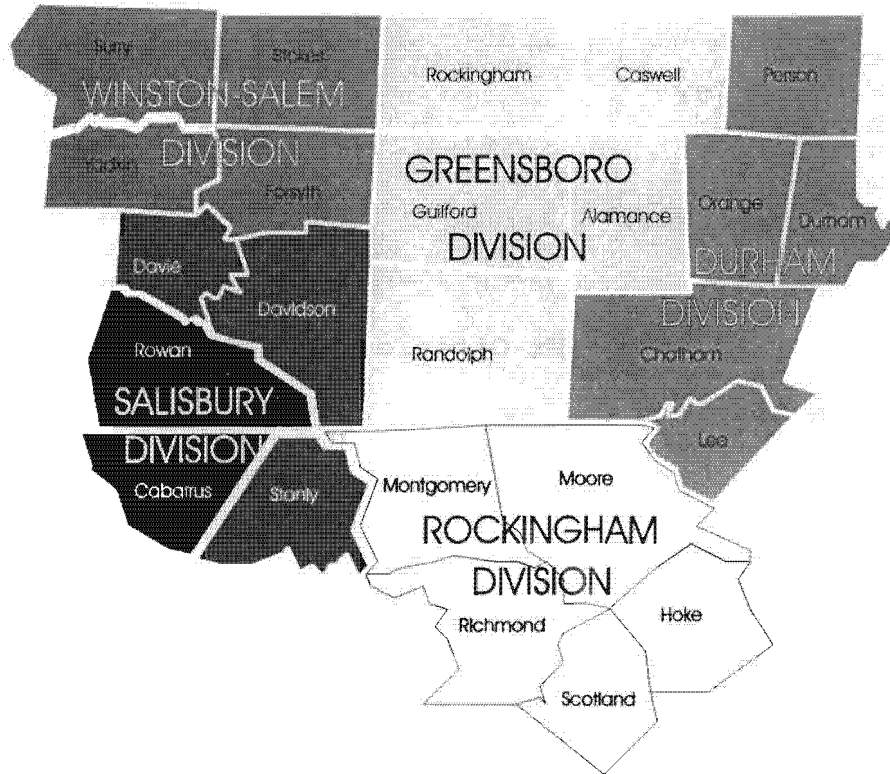 Surry
Stokes
Rockingham
Caswell
Person
WINSTON-SALEM
DIVISION
Yadkin
Forsyth
GREENSBORO
Guilford
Alamance
DIVISION
Orange
Durham
DURHAM
DIVISION
Davie
Davidson
Rowan
Randolph
Chatham
SALISBURY
DIVISION
Cabarrus
Stanly
Lee
Montgomery
Moore
ROCKINGHAM
DIVISION
Richmond
Hoke
Scotland